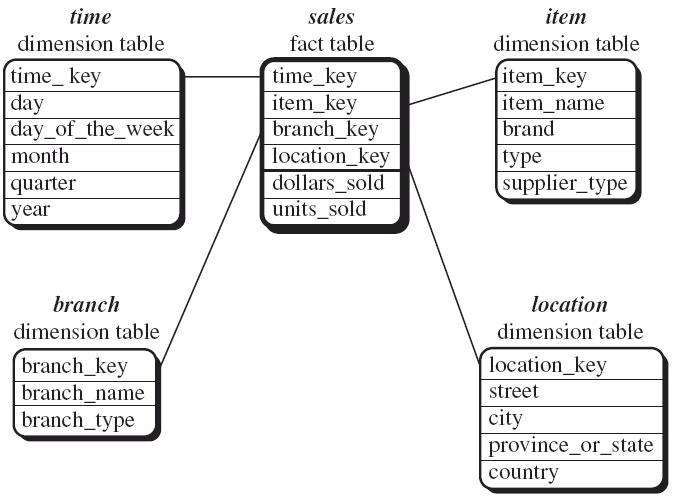 time
dimension table
time_ key
day
day_of_the_week
month
quarter
year
sales
fact table
time_key
item_key
branch_key
location_key
dollars_sold
units_sold
item
dimension table
item_key
item_name
brand
type
supplier_type
branch
dimension table
branch_key
branch_name
branch_type
location
dimension table
location_key
street
city
province_or_state
country